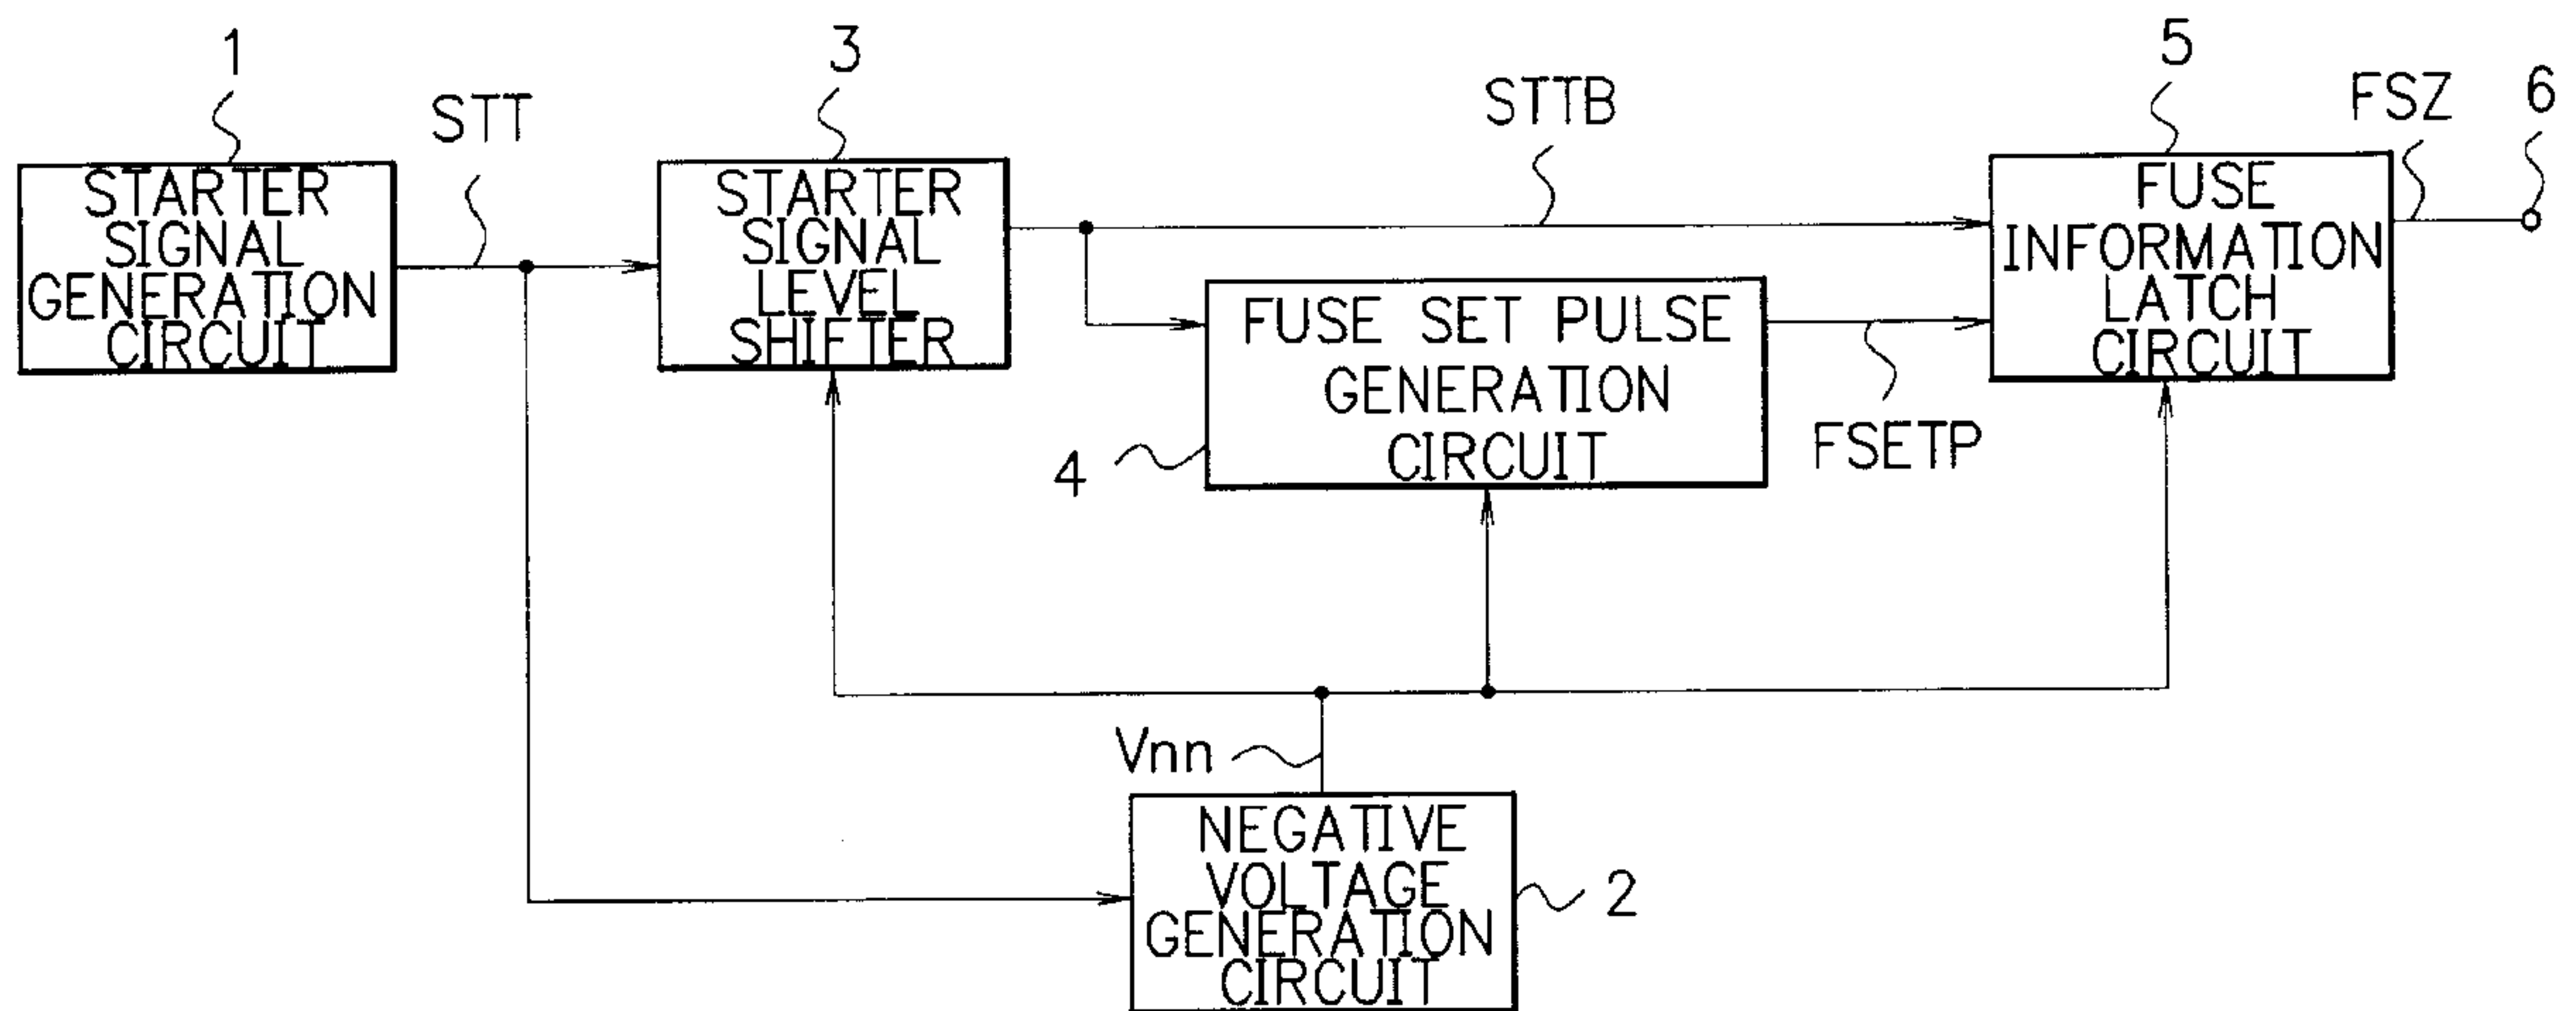 1
STT
3
STTB
5
FSZ
6
STARTER
SIGNAL
GENERATION
CIRCUIT
STARTER
SIGNAL
LEVEL
SHIFTER
FUSE SET PULSE
GENERATION
CIRCUIT
4
FSETP
FUSE
INFORMATION
LATCH
CIRCUIT
Vnn
NEGATIVE
VOLTAGE
GENERATION
CIRCUIT
2